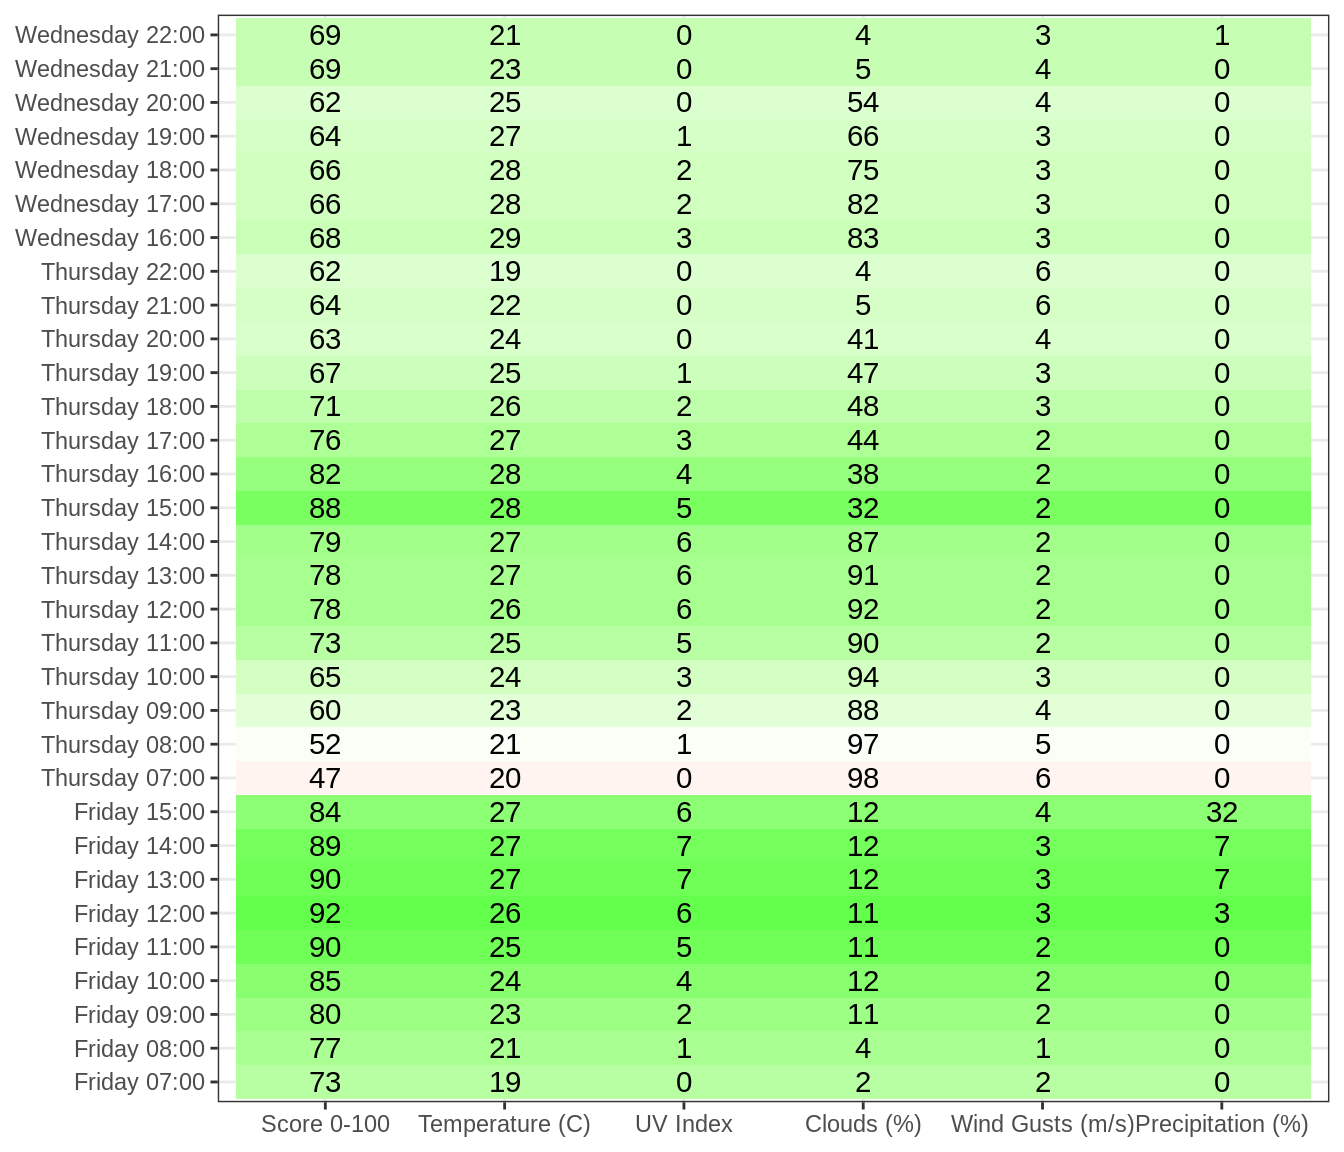 Wednesday 22:00 69 21 0 4 3 1
Wednesday 21:00 69 23 0 5 4 0
Wednesday 20:00 62 25 0 54 4 0
Wednesday 19:00 64 27 1 66 3 0
Wednesday 18:00 66 28 2 75 3 0
Wednesday 17:00 66 28 2 82 3 0
Wednesday 16:00 68 29 3 83 3 0
Thursday 22:00 62 19 0 4 6 0
Thursday 21:00 64 22 0 5 6 0
Thursday 20:00 63 24 0 41 4 0
Thursday 19:00 67 25 1 47 3 0
Thursday 18:00 71 26 2 48 3 0
Thursday 17:00 76 27 3 44 2 0
Thursday 16:00 82 28 4 38 2 0
Thursday 15:00 88 28 5 32 2 0
Thursday 14:00 79 27 6 87 2 0
Thursday 13:00 78 27 6 91 2 0
Thursday 12:00 78 26 6 92 2 0
Thursday 11:00 73 25 5 90 2 0
Thursday 10:00 65 24 3 94 3 0
Thursday 09:00 60 23 2 88 4 0
Thursday 08:00 52 21 1 97 5 0
Thursday 07:00 47 20 0 98 6 0
Friday 15:00 84 27 6 12 4 32
Friday 14:00 89 27 7 12 3 7
Friday 13:00 90 27 7 12 3 7
Friday 12:00 92 26 6 11 3 3
Friday 11:00 90 25 5 11 2 0
Friday 10:00 85 24 4 12 2 0
Friday 09:00 80 23 2 11 2 0
Friday 08:00 77 21 1 4 1 0
Friday 07:00 73 19 0 2 2 0
Score 0-100 Temperature (C) UV Index Clouds (%) Wind Gusts (m/s) Precipitation (%)